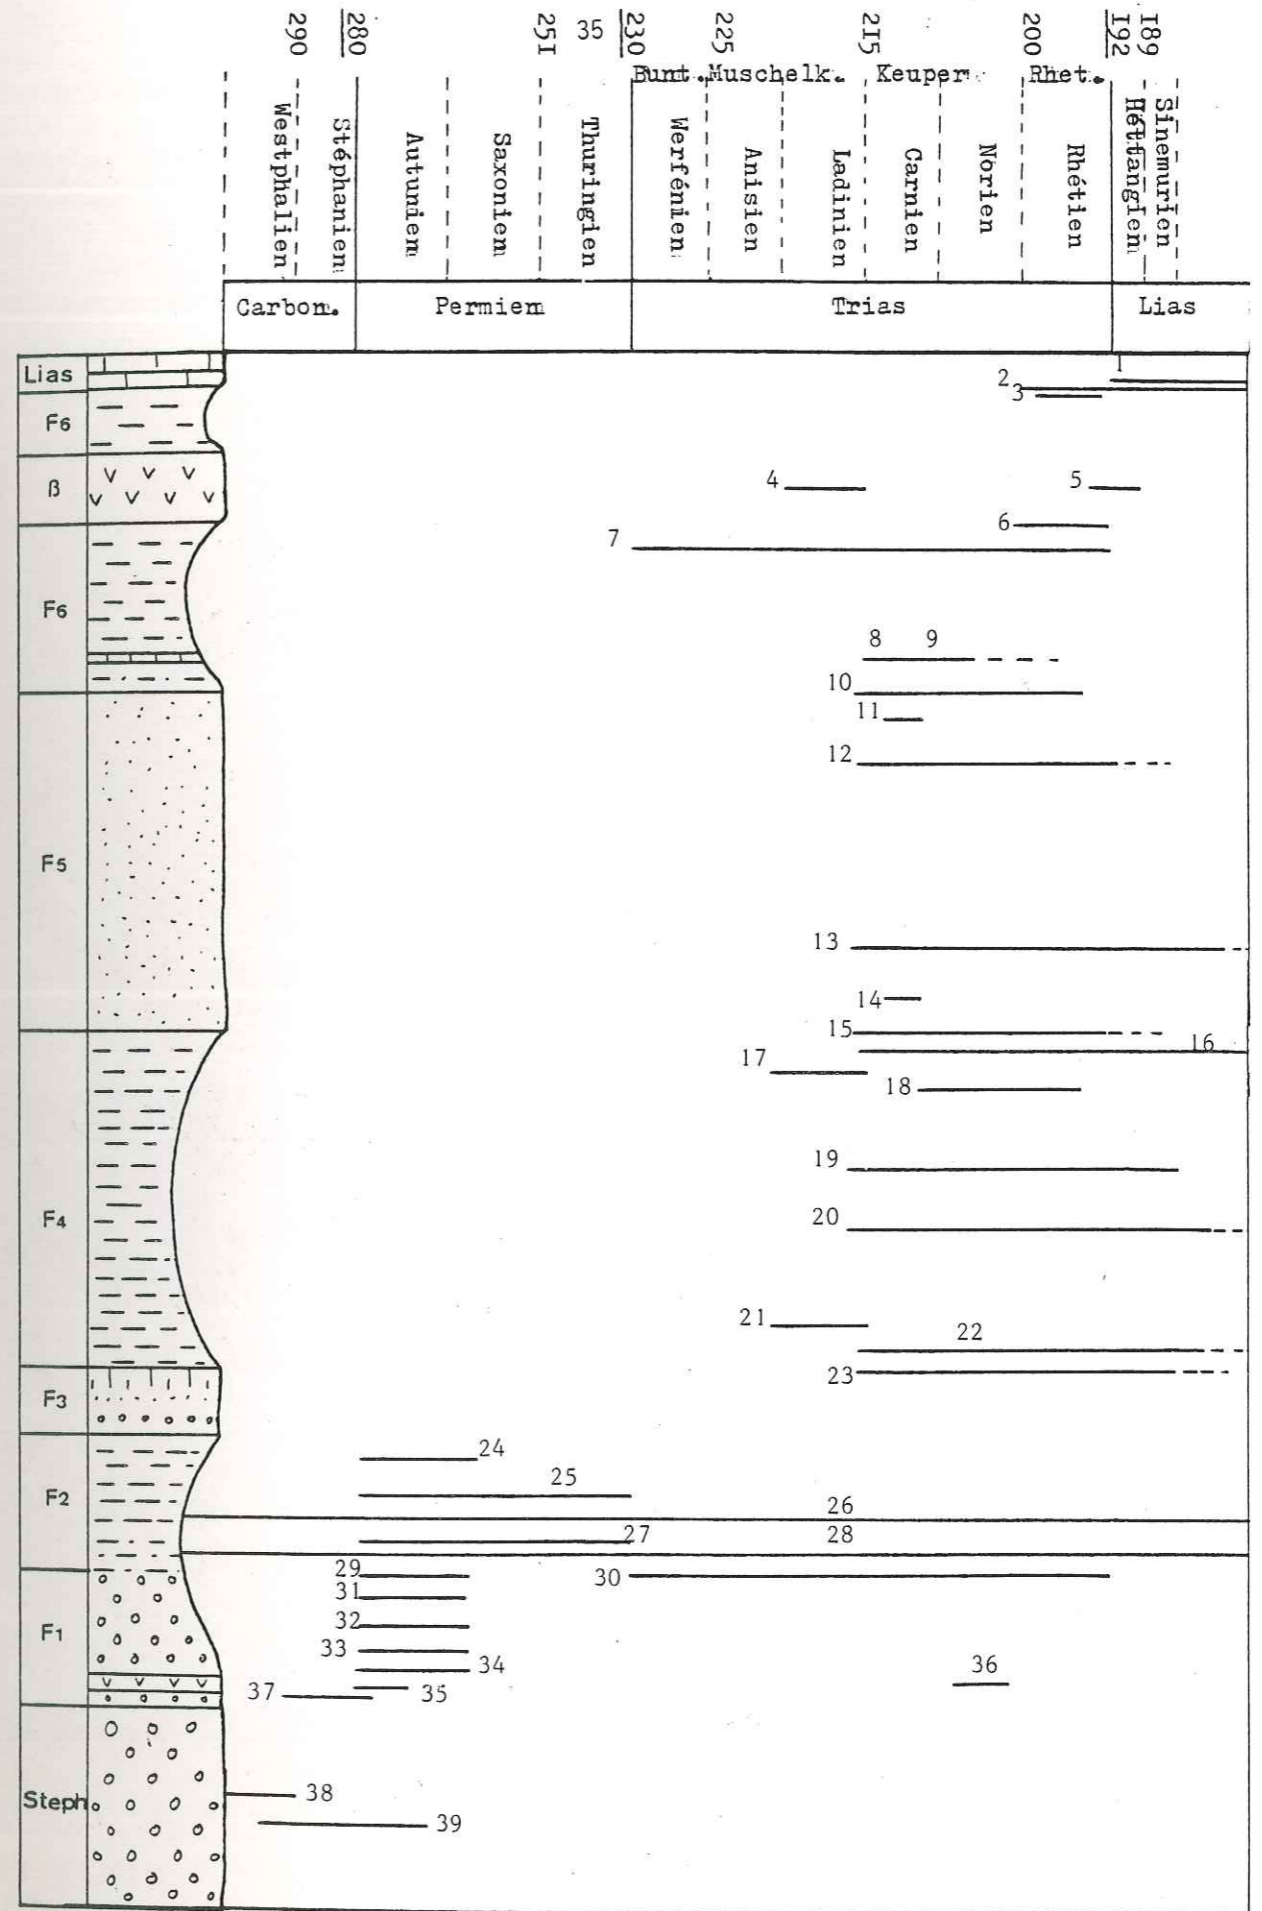 290 280 251 35 230 225 215 200 192 189
Bunt. Muschelk. Keuper Rhet.
Westphalien
Stéphanien
Autunien
Saxonien
Thuringien
Werfénien
Anisien
Ladinien
Carnien
Norien
Rhétien
Héttangien
Sinemurien
Carbon. Permien Trias Lias
Lias
1
2
3
F6
β
4 5
6
7
F6
8 9
10
11
12
F5
13
14
15
16
17
18
19
F4
20
21
22
23
F3
24
25
F2
26
27 28
29 30
31
32
F1
33
34 36
37 35
38
Steph
39